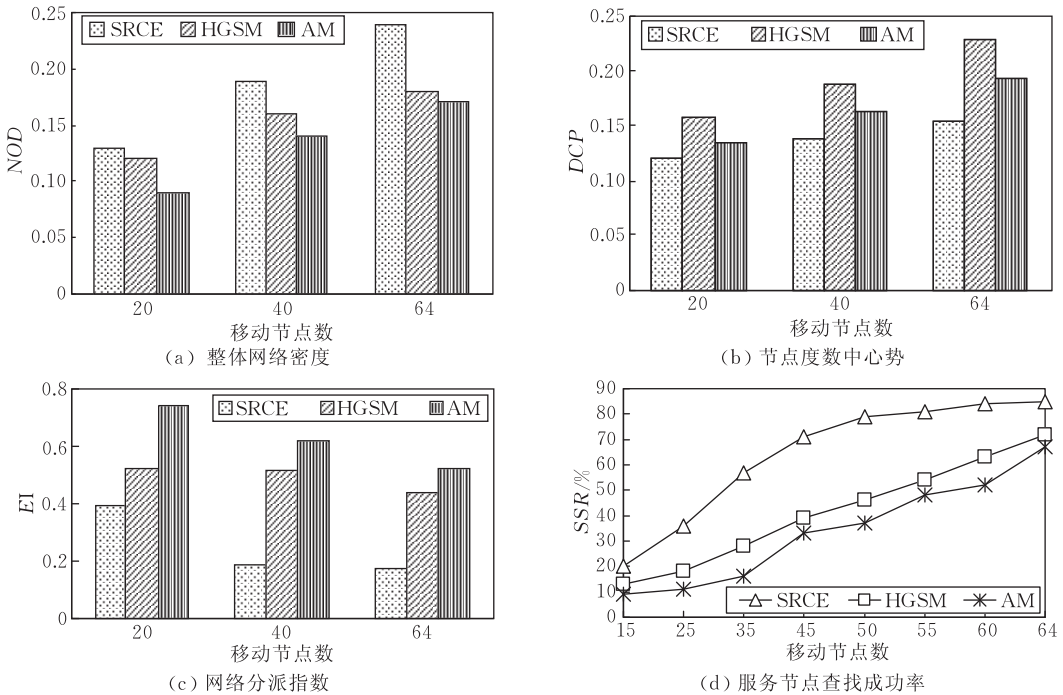 0.25
SRCE HGSM AM
0.20
0.15
NOD
0.10
0.05
0
20 40 64
移动节点数
(a) 整体网络密度
0.25
SRCE HGSM AM
0.20
0.15
DCP
0.10
0.05
0
20 40 64
移动节点数
(b) 节点度数中心势
0.8
SRCE HGSM AM
0.6
EI
0.4
0.2
0
20 40 64
移动节点数
(c) 网络分派指数
90
80
70
60
SSR/%
50
40
30
20
10
SRCE HGSM AM
0
15 25 35 45 50 55 60 64
移动节点数
(d) 服务节点查找成功率